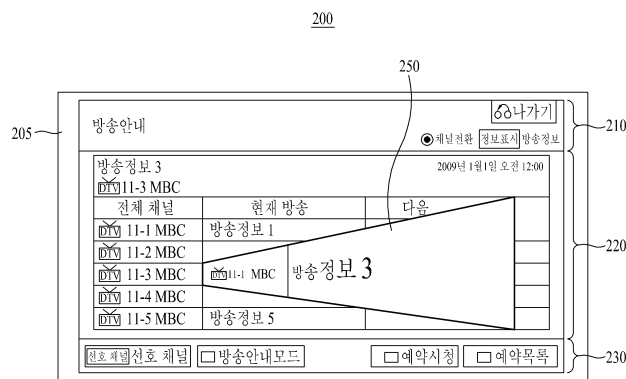 200
250
205
210
220
230
방송안내
나가기
채널전환 정보표시 방송정보
방송정보 3
2009년 1월1일 오전 12:00
DTV 11-3 MBC
전체 채널 현재 방송 다음
DTV 11-1 MBC 방송정보 1
DTV 11-2 MBC
DTV 11-3 MBC
DTV 11-1 MBC 방송정보 3
DTV 11-4 MBC
DTV 11-5 MBC 방송정보 5
선호 채널 선호 채널 방송안내모드 예약시청 예약목록